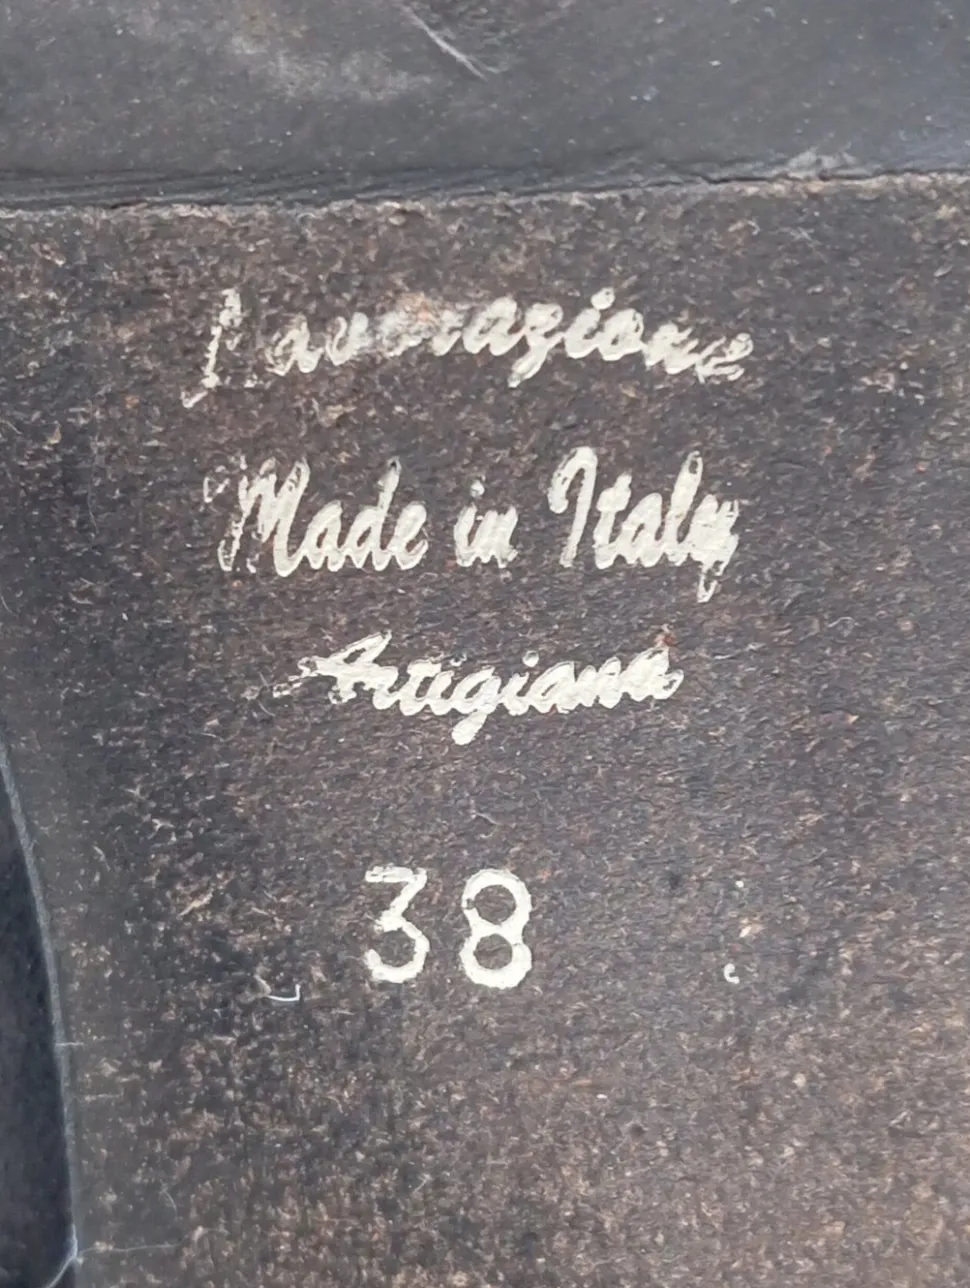 Lavorazione
Made in Italy
Artigiana
38